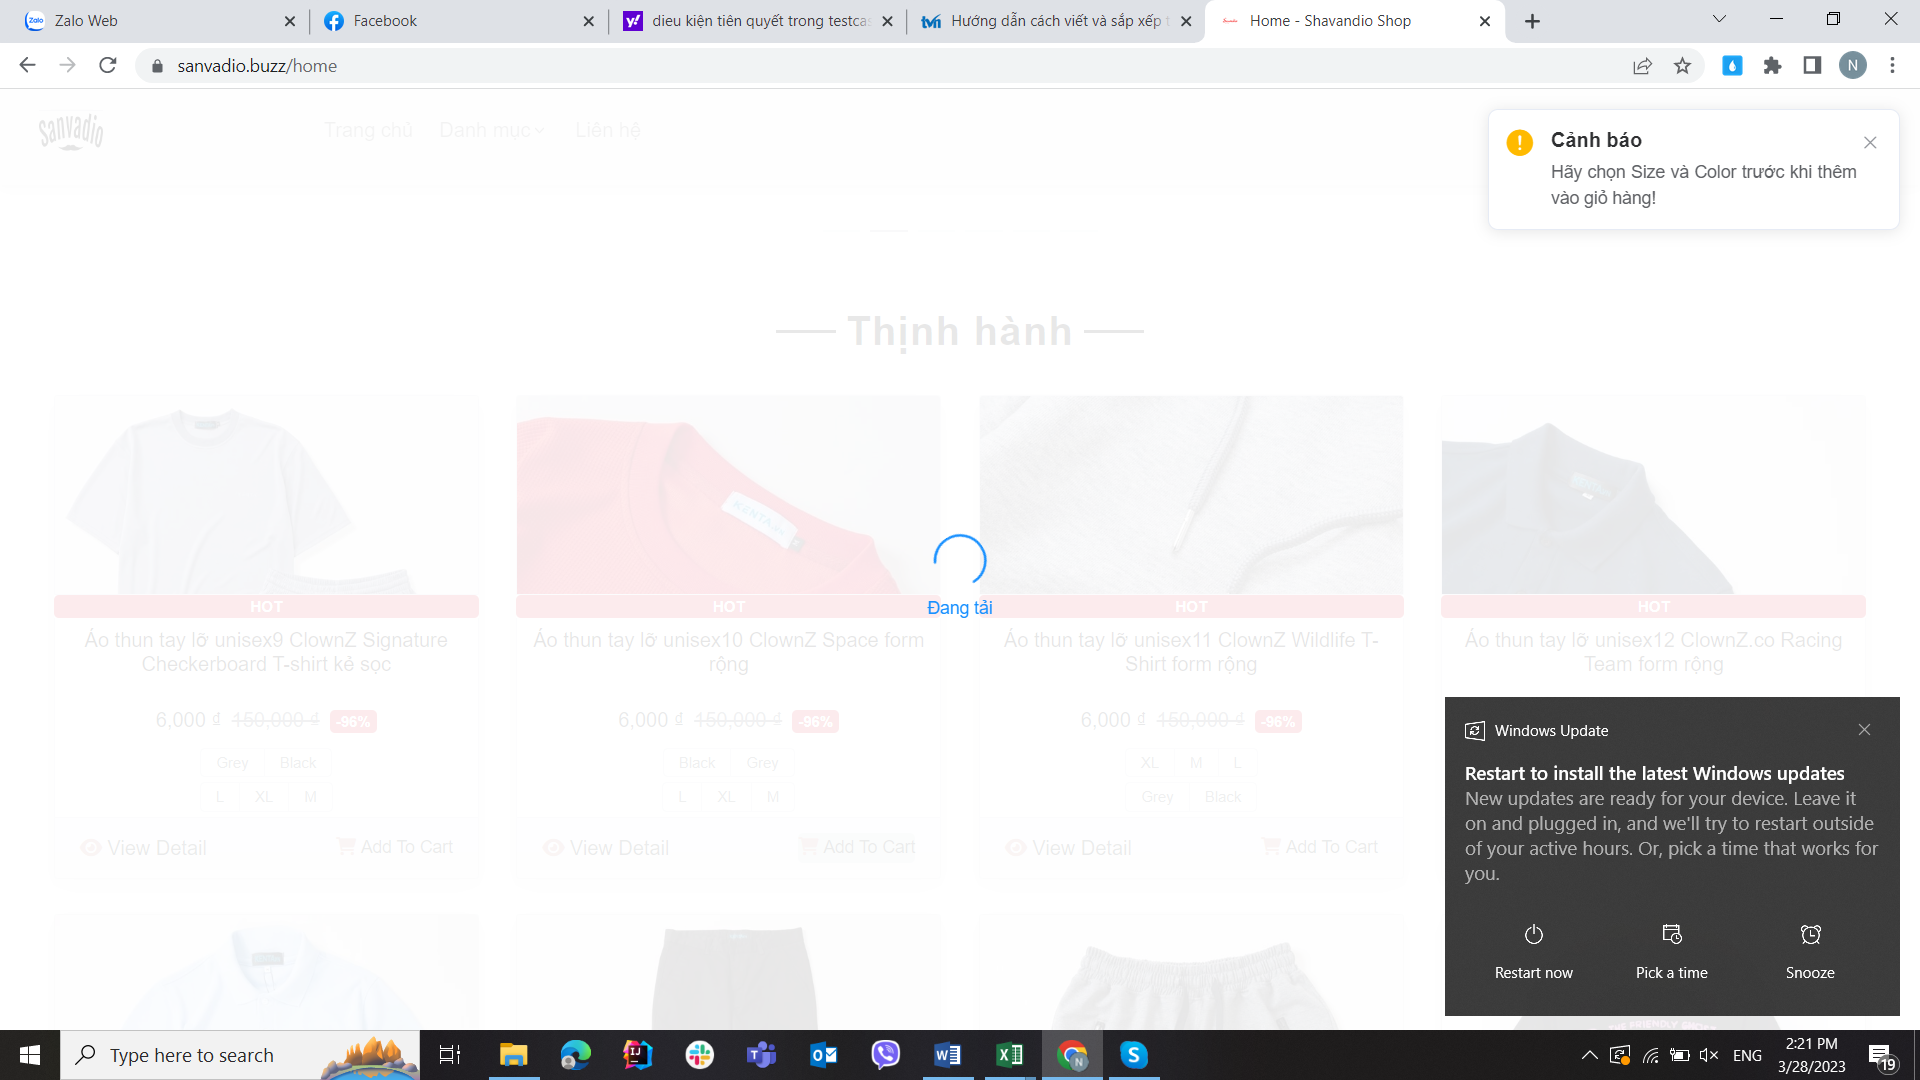 Zalo Web
Facebook
dieu kiện tiên quyết trong testcas
Hướng dẫn cách viết và sắp xếp t
Home - Shavandio Shop
sanvadio.buzz/home
N
Sanvadio
Trang chủ
Danh mục
Liên hệ
Cảnh báo
Hãy chọn Size và Color trước khi thêm
vào giỏ hàng!
Thịnh hành
KENTA
Đang tải
HOT
HOT
HOT
HOT
Áo thun tay lỡ unisex9 ClownZ Signature
Checkerboard T-shirt kẻ sọc
Áo thun tay lỡ unisex10 ClownZ Space form
rộng
Áo thun tay lỡ unisex11 ClownZ Wildlife T-
Shirt form rộng
Áo thun tay lỡ unisex12 ClownZ.co Racing
Team form rộng
6,000 ₫ 150,000 ₫ -96%
6,000 ₫ 150,000 ₫ -96%
6,000 ₫ 150,000 ₫ -96%
Grey Black
L XL M
Black Grey
L XL M
XL M L
Grey Black
View Detail
Add To Cart
View Detail
Add To Cart
View Detail
Add To Cart
Windows Update
Restart to install the latest Windows updates
New updates are ready for your device. Leave it
on and plugged in, and we'll try to restart outside
of your active hours. Or, pick a time that works for
you.
Restart now
Pick a time
Snooze
THE FRIENDLY GHOST
Type here to search
ENG
2:21 PM
3/28/2023
19